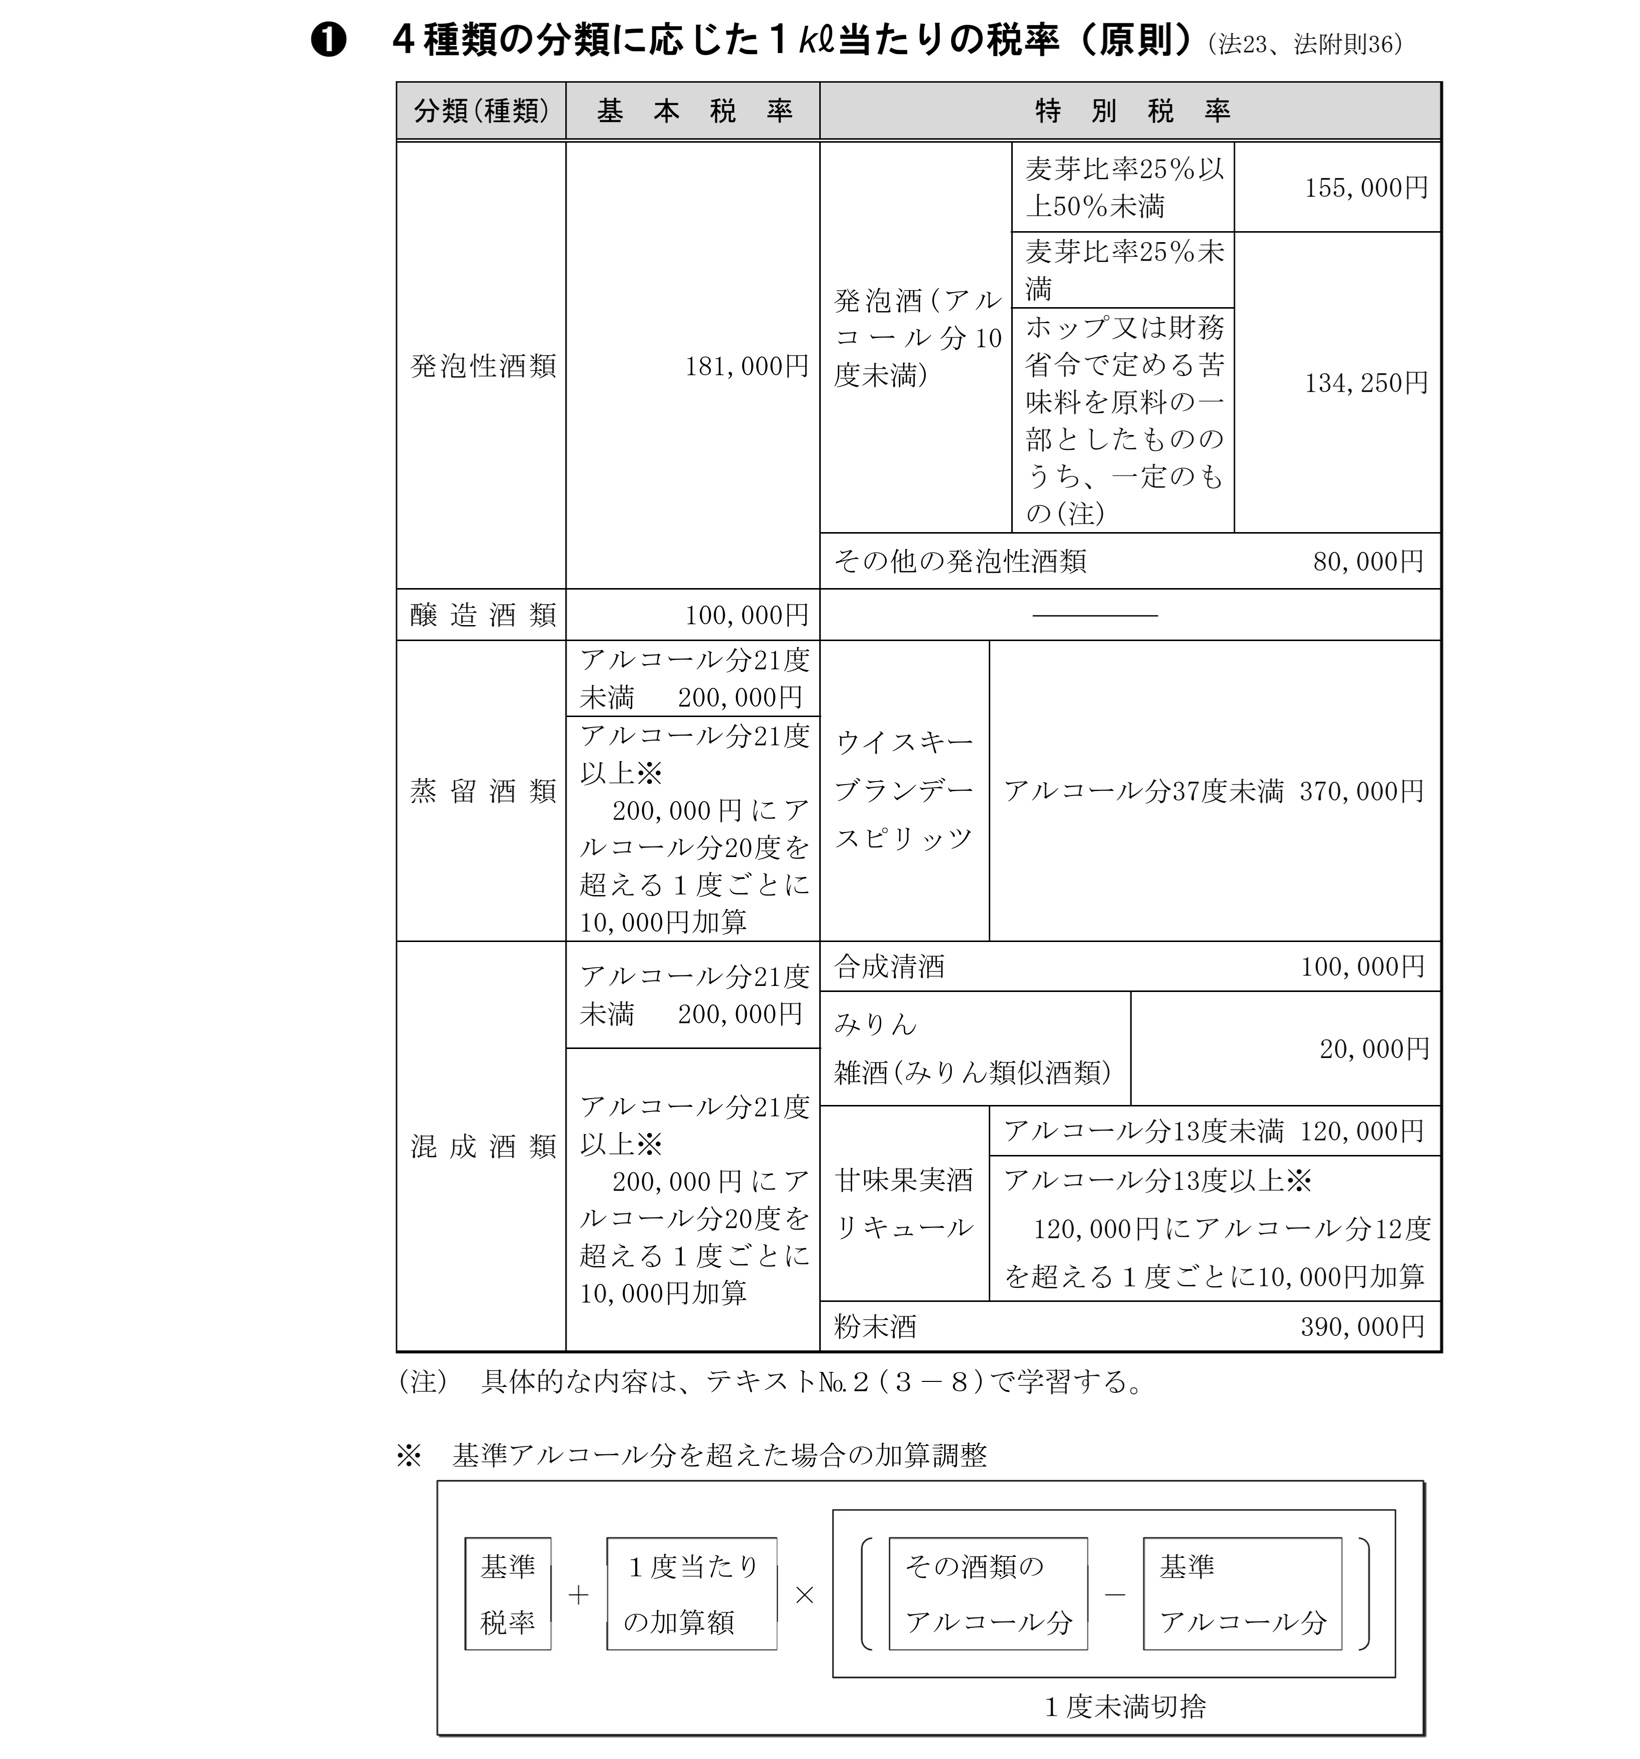 ❶ 4種類の分類に応じた1㎘当たりの税率(原則)(法23、法附則36)
分類(種類)
基本税率
特別税率
発泡性酒類
181,000円
発泡酒(アル
コール分10
度未満)
麦芽比率25%以
上50%未満
155,000円
麦芽比率25%未
満
ホップ又は財務
省令で定める苦
味料を原料の一
部としたものの
うち、一定のも
の(注)
134,250円
その他の発泡性酒類 80,000円
醸造酒類
100,000円
―――
蒸留酒類
アルコール分21度
未満 200,000円
アルコール分21度
以上※
200,000円にア
ルコール分20度を
超える1度ごとに
10,000円加算
ウイスキー
ブランデー
スピリッツ
アルコール分37度未満 370,000円
混成酒類
アルコール分21度
未満 200,000円
アルコール分21度
以上※
200,000円にア
ルコール分20度を
超える1度ごとに
10,000円加算
合成清酒 100,000円
みりん
雑酒(みりん類似酒類)
20,000円
甘味果実酒
リキュール
アルコール分13度未満 120,000円
アルコール分13度以上※
120,000円にアルコール分12度
を超える1度ごとに10,000円加算
粉末酒 390,000円
(注) 具体的な内容は、テキスト№2(3-8)で学習する。
※ 基準アルコール分を超えた場合の加算調整
基準
税率
+
1度当たり
の加算額
×
(
その酒類の
アルコール分
-
基準
アルコール分
)
1度未満切捨